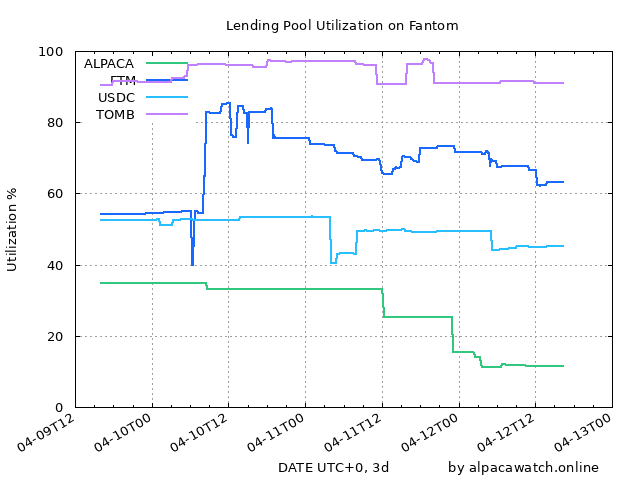 Lending Pool Utilization on Fantom
100
80
60
40
20
0
Utilization %
ALPACA
FTM
USDC
TOMB
04-09T12
04-10T00
04-10T12
04-11T00
04-11T12
04-12T00
04-12T12
04-13T00
DATE UTC+0, 3d
by alpacawatch.online